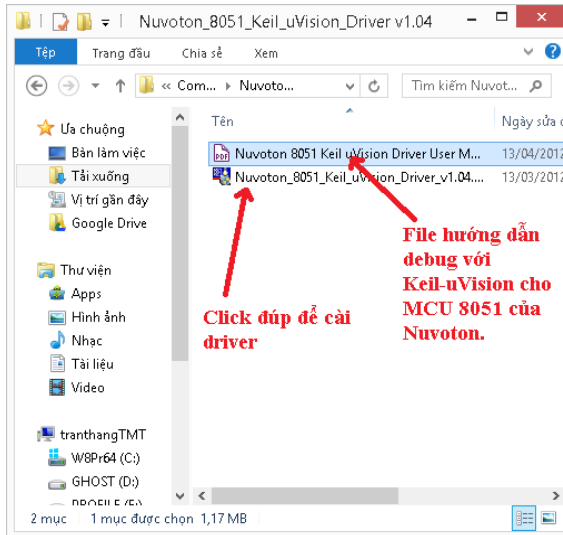 Nuvoton_8051_Keil_uVision_Driver v1.04
Tệp Trang đầu Chia sẻ Xem
« Com... Nuvoto... Tìm kiếm Nuvot...
Ưa chuộng
Bàn làm việc
Tải xuống
Vị trí gần đây
Google Drive
Thư viện
Apps
Hình ảnh
Nhạc
Tài liệu
Video
tranthangTMT
W8Pr64 (C:)
GHOST (D:)
Tên Ngày sửa
Nuvoton 8051 Keil uVision Driver User M... 13/04/2012
Nuvoton_8051_Keil_uVision_Driver_v1.04.... 13/03/2012
Click đúp để cài
driver
File hướng dẫn
debug với
Keil-uVision cho
MCU 8051 của
Nuvoton.
2 mục 1 mục được chọn 1,17 MB